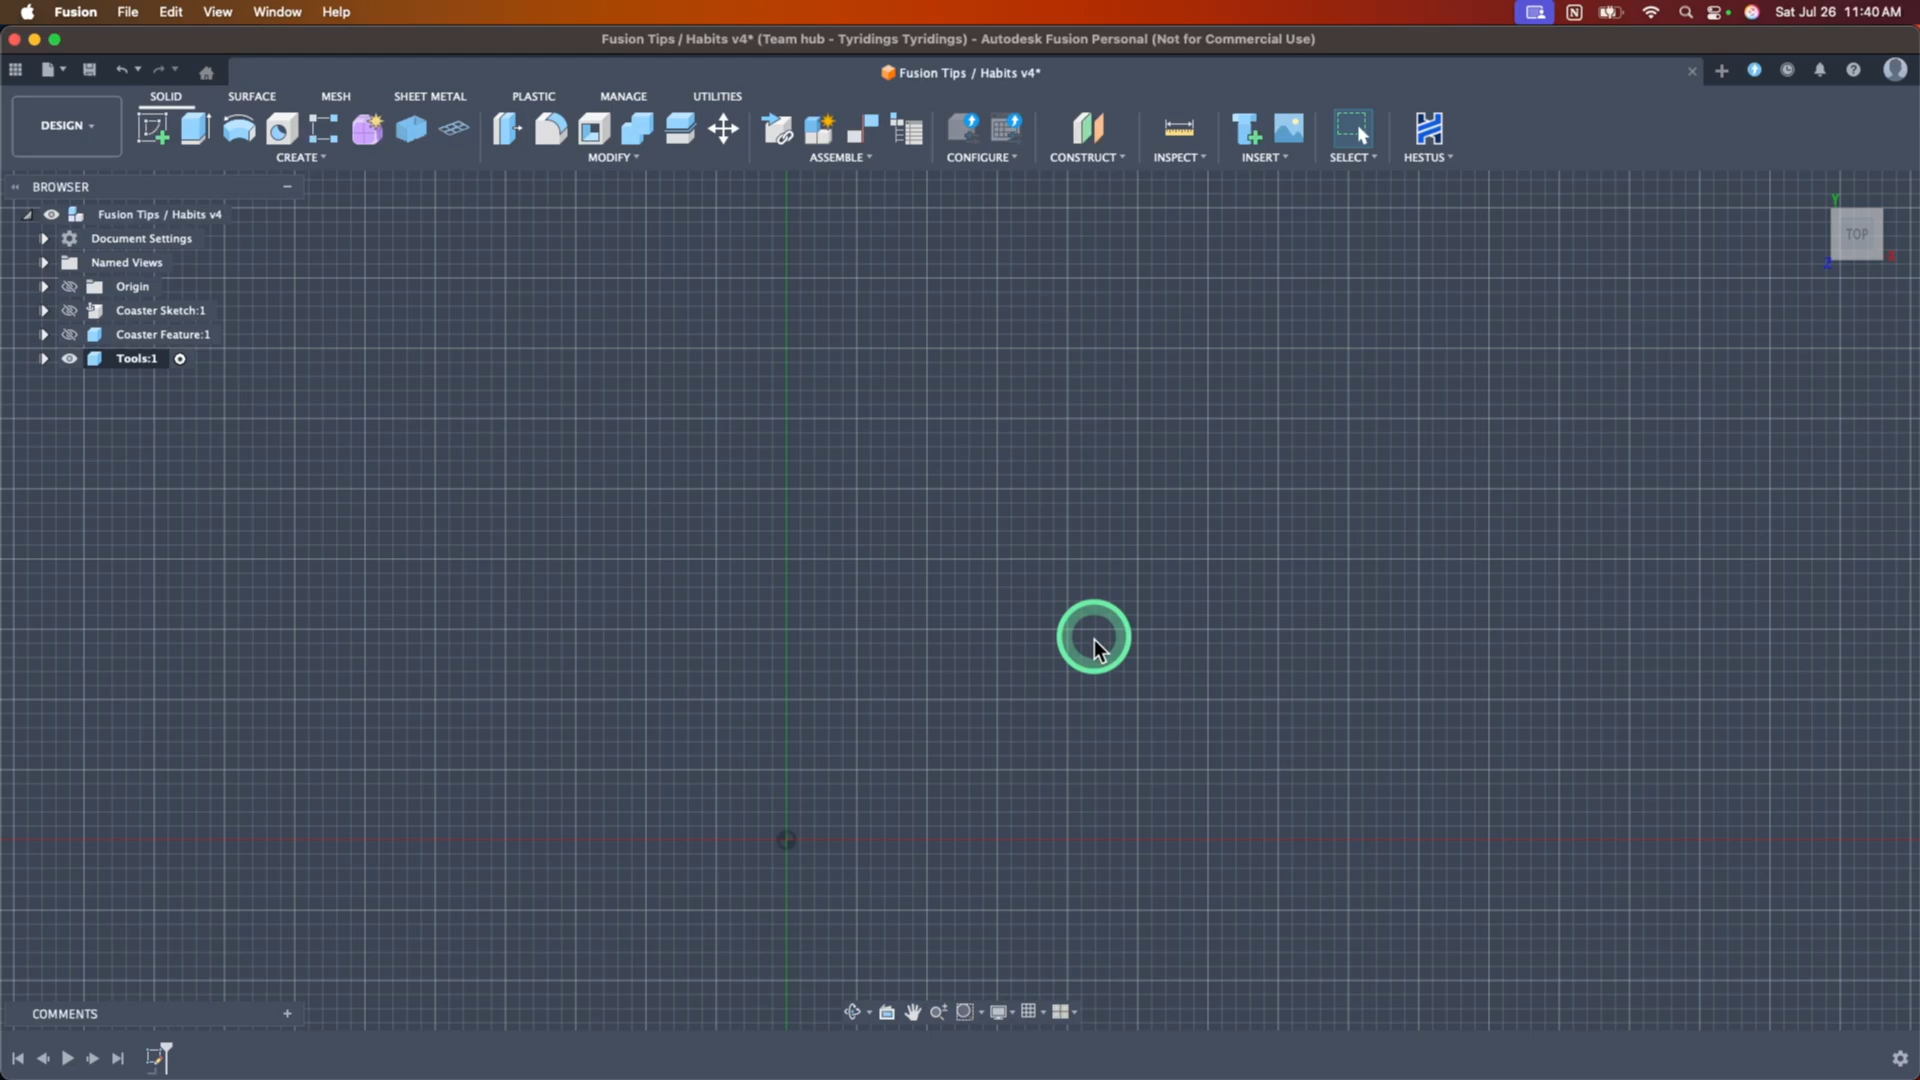 Fusion File Edit View Window Help Sat Jul 26 11:40 AM
Fusion Tips / Habits v4* (Team hub - Tyridings Tyridings) - Autodesk Fusion Personal (Not for Commercial Use)
Fusion Tips / Habits v4*
SOLID SURFACE MESH SHEET METAL PLASTIC MANAGE UTILITIES
DESIGN
CREATE MODIFY ASSEMBLE CONFIGURE CONSTRUCT INSPECT INSERT SELECT HESTUS
BROWSER
Fusion Tips / Habits v4
Document Settings
Named Views
Origin
Coaster Sketch:1
Coaster Feature:1
Tools:1
Y
TOP
Z X
COMMENTS